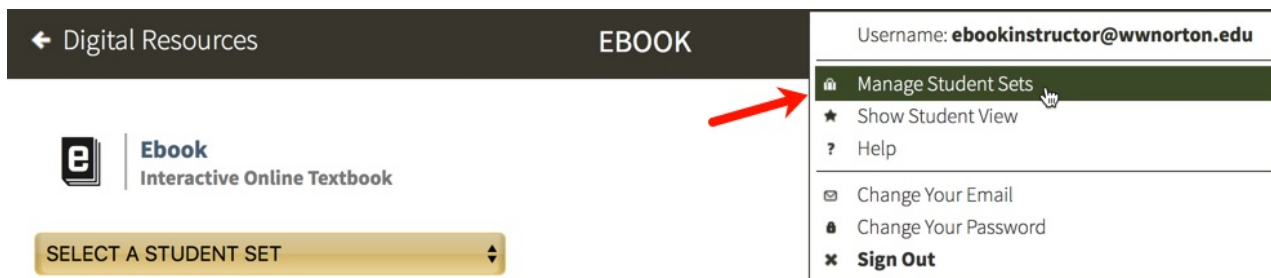 Digital Resources
EBOOK
Username: ebookinstructor@wwnorton.edu
Manage Student Sets
Show Student View
? Help
Change Your Email
Change Your Password
Sign Out
e
Ebook
Interactive Online Textbook
SELECT A STUDENT SET